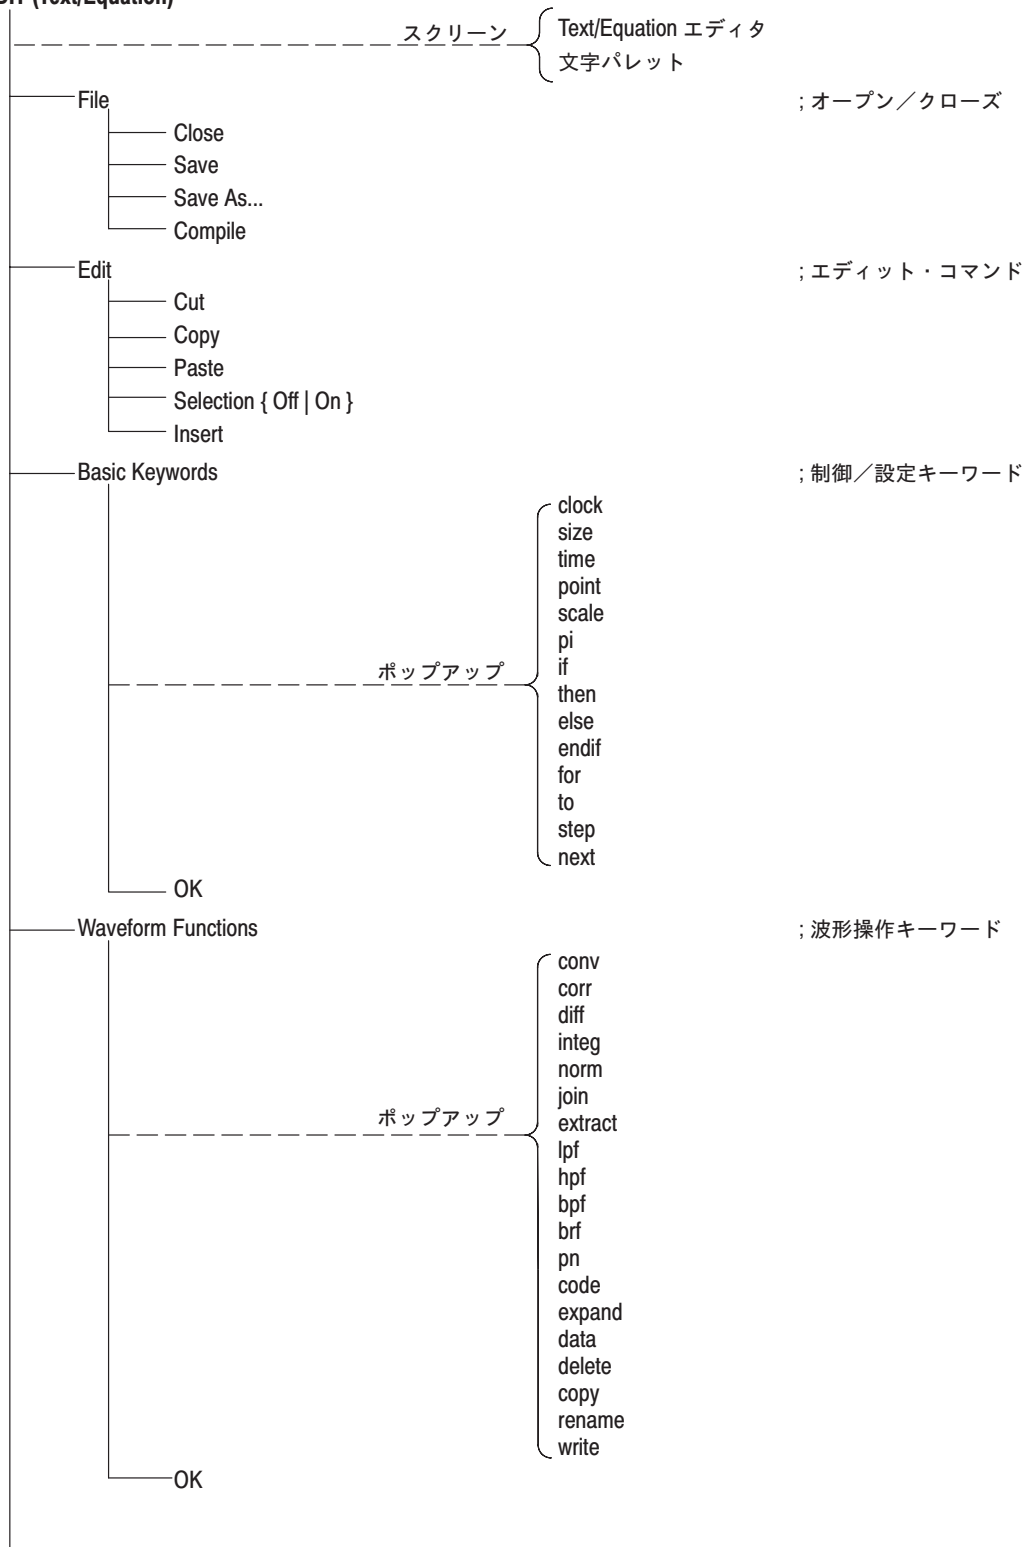 (Text/Equation)
スクリーン
Text/Equation エディタ
文字パレット
File ; オープン／クローズ
Close
Save
Save As...
Compile
Edit ; エディット・コマンド
Cut
Copy
Paste
Selection { Off | On }
Insert
Basic Keywords ; 制御／設定キーワード
clock
size
time
point
scale
pi
if
ポップアップ
then
else
endif
for
to
step
next
OK
Waveform Functions ; 波形操作キーワード
conv
corr
diff
integ
norm
join
ポップアップ
extract
lpf
hpf
bpf
brf
pn
code
expand
data
delete
copy
rename
write
OK